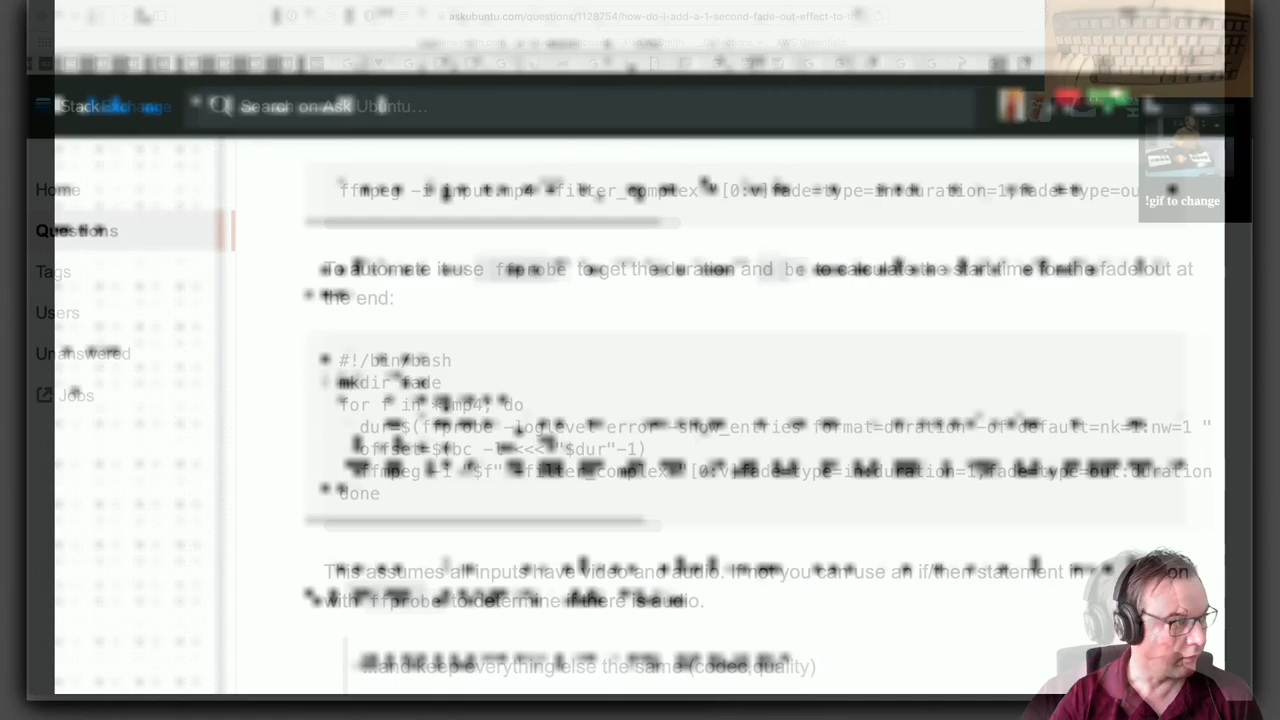 askubuntu.com/questions/1128754/how-do-i-add-a-1-second-fade-out-effect-to-t
StackExchange
Search on Ask Ubuntu…
Home
Questions
Tags
Users
Unanswered
Jobs
ffmpeg -i input.mp4 -filter_complex "[0:v]fade=type=in:duration=1,fade=type=ou
!gif to change
To automate it use ffprobe to get the duration and bc to calculate the start time for the fade out at
the end:
#!/bin/bash
mkdir fade
for f in *.mp4; do
dur=$(ffprobe -loglevel error -show_entries format=duration -of default=nk=1:nw=1 "
offset=$(bc -l <<< "$dur"-1)
ffmpeg -i "$f" -filter_complex "[0:v]fade=type=in:duration=1,fade=type=out:duration
done
This assumes all inputs have video and audio. If not you can use an if/then statement in
with ffprobe to determine if there is audio.
...and keep everything else the same (codec,quality)